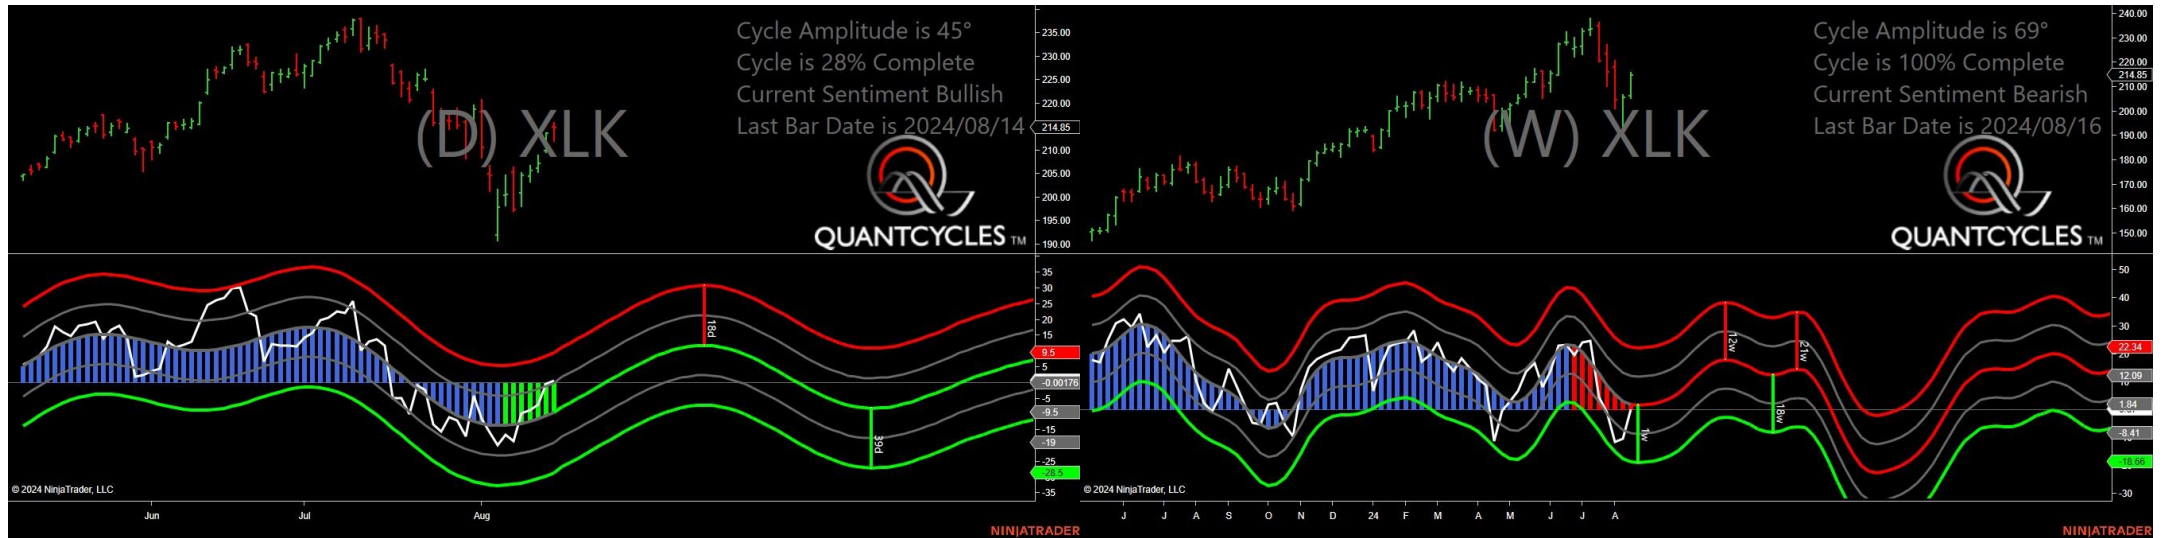 Cycle Amplitude is 45°
Cycle is 28% Complete
Current Sentiment Bullish
Last Bar Date is 2024/08/14
(D) XLK
QUANTCYCLES TM
235.00
230.00
225.00
220.00
214.85
210.00
205.00
200.00
195.00
190.00
18d
39d
35
30
25
20
15
9.5
5
-0.00176
-5
-9.5
-15
-19
-25
-28.5
-35
© 2024 NinjaTrader, LLC
Jun
Jul
Aug
NINJATRADER
Cycle Amplitude is 69°
Cycle is 100% Complete
Current Sentiment Bearish
Last Bar Date is 2024/08/16
(W) XLK
QUANTCYCLES TM
240.00
230.00
220.00
214.85
210.00
200.00
190.00
180.00
170.00
160.00
150.00
12w
21w
1w
18w
50
40
30
22.34
12.09
1.84
-8.41
-18.66
-30
© 2024 NinjaTrader, LLC
J
J
A
S
O
N
D
24
F
M
A
M
J
J
A
NINJATRADER